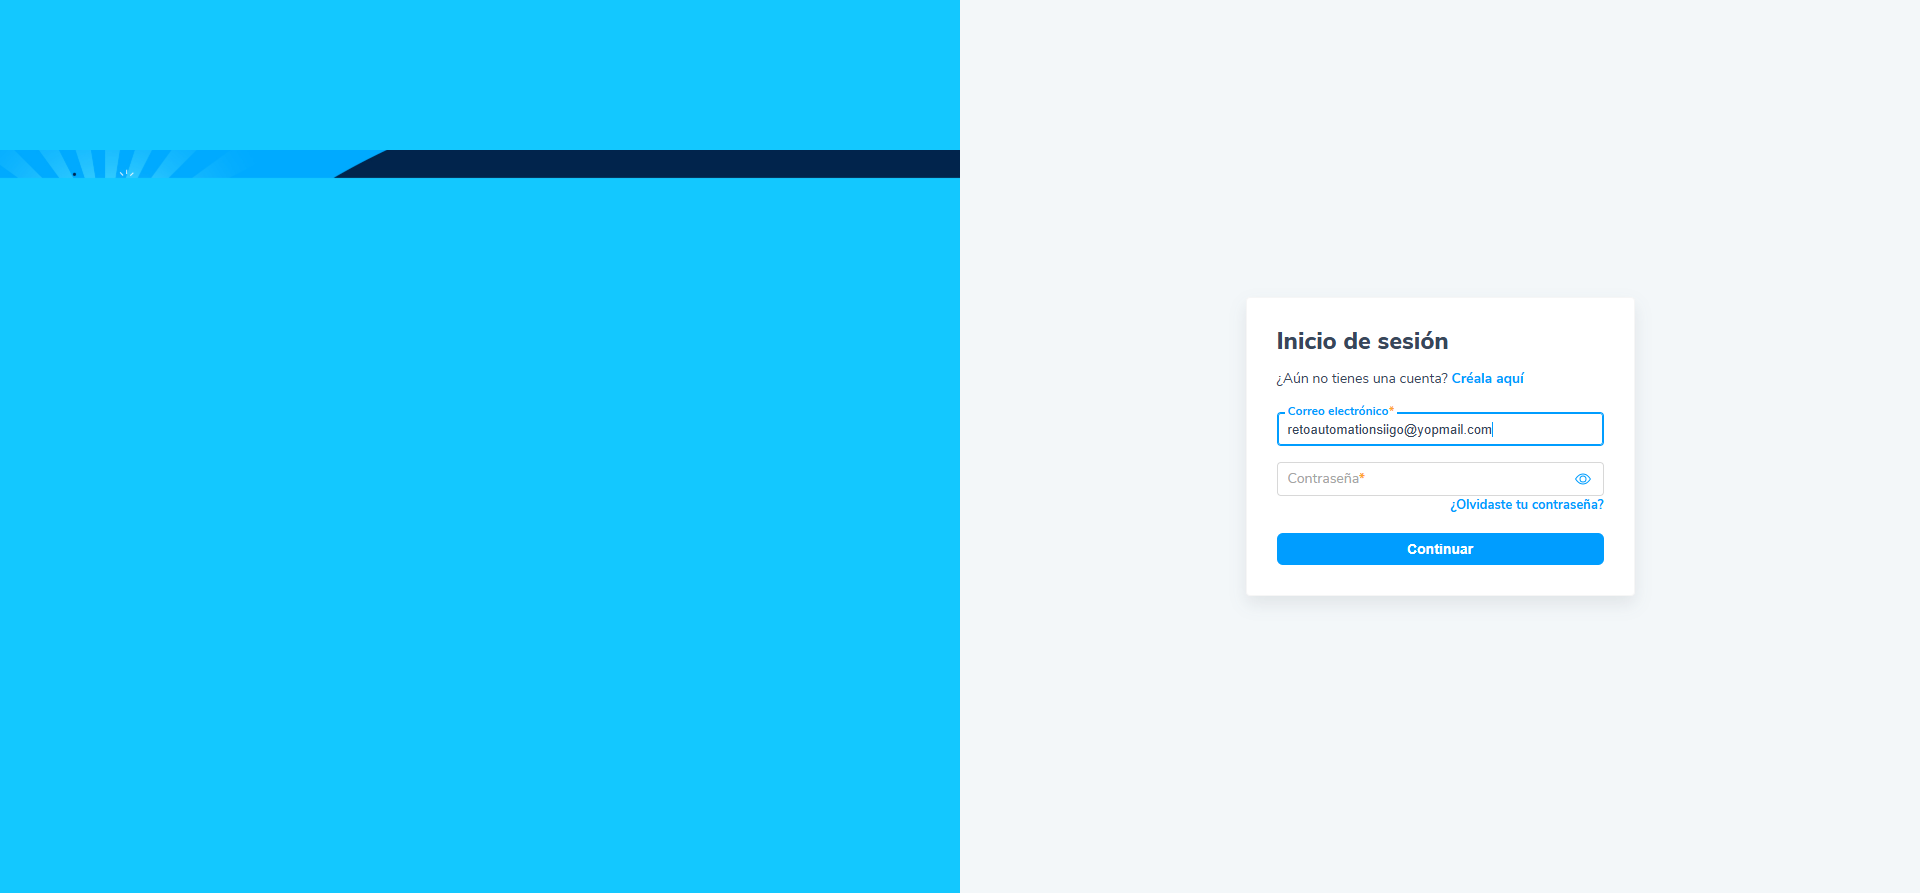 Inicio de sesión
¿Aún no tienes una cuenta? Créala aquí
Correo electrónico*
retoautomationsiigo@yopmail.com
Contraseña*
¿Olvidaste tu contraseña?
Continuar